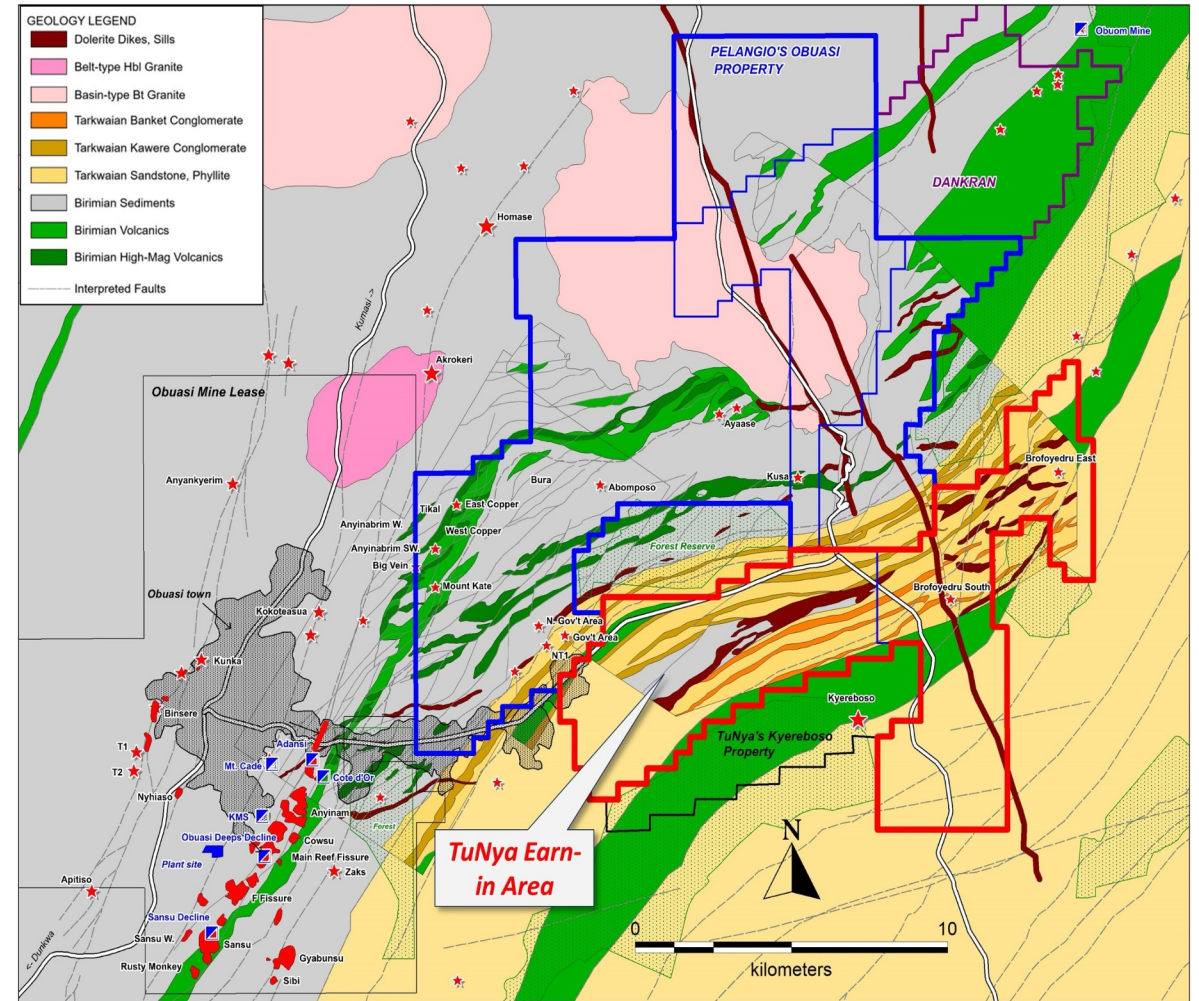 GEOLOGY LEGEND
Dolerite Dikes, Sills
Belt-type Hbl Granite
Basin-type Bt Granite
Tarkwaian Banket Conglomerate
Tarkwaian Kawere Conglomerate
Tarkwaian Sandstone, Phyllite
Birimian Sediments
Birimian Volcanics
Birimian High-Mag Volcanics
Interpreted Faults
PELANGIO'S OBUASI
PROPERTY
Obuom Mine
DANKRAN
Homase
Kumasi ->
Akrokeri
Obuasi Mine Lease
Ayaase
Anyankyerim
Bura
Abomposo
Kusa
Brofoyedru East
Tikal
East Copper
Anyinabrim W.
West Copper
Anyinabrim SW.
Big Vein
Forest Reserve
Mount Kate
Obuasi town
Brofoyedru South
Kokoteasua
N. Gov't Area
Gov't Area
NT1
Kunka
Kyereboso
Binsere
TuNya's Kyereboso
Property
T1
Adansi
Mt. Cade
T2
Cote d'Or
Nyhiaso
Anyinam
KMS
Forest
Obuasi Deeps Decline
Cowsu
Plant site
Main Reef Fissure
Zaks
TuNya Earn-
in Area
N
Apitiso
F Fissure
Sansu Decline
Sansu W.
Sansu
0
10
kilometers
<- Dunkwa
Rusty Monkey
Gyabunsu
Sibi